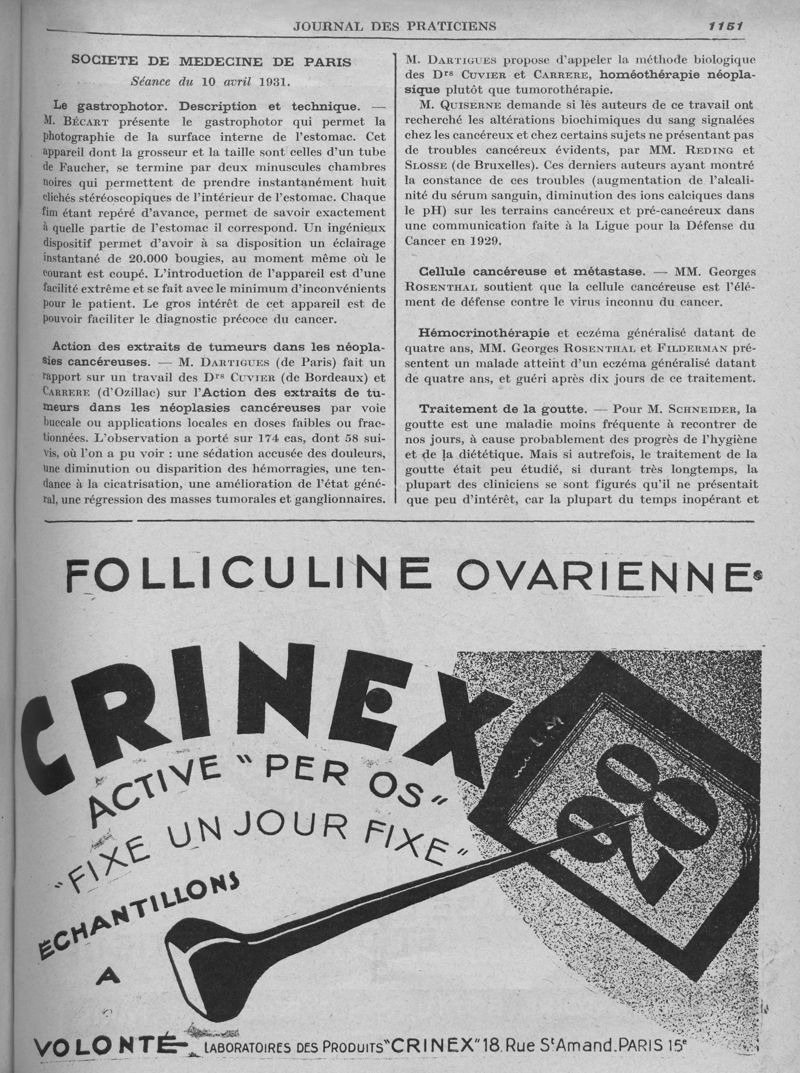 JOURNAL DES PRATICIENS 1151
SOCIETE DE MEDECINE DE PARIS
Séance du 10 avril 1931.
Le gastrophotor. Description et technique. —
M. BÉCART présente le gastrophotor qui permet la
photographie de la surface interne de l'estomac. Cet
appareil dont la grosseur et la taille sont celles d'un tube
de Faucher, se termine par deux minuscules chambres
noires qui permettent de prendre instantanément huit
clichés stéréoscopiques de l'intérieur de l'estomac. Chaque
fim étant repéré d'avance, permet de savoir exactement
à quelle partie de l'estomac il correspond. Un ingénieux
dispositif permet d'avoir à sa disposition un éclairage
instantané de 20.000 bougies, au moment même où le
courant est coupé. L'introduction de l'appareil est d'une
facilité extrême et se fait avec le minimum d'inconvénients
pour le patient. Le gros intérêt de cet appareil est de
pouvoir faciliter le diagnostic précoce du cancer.
Action des extraits de tumeurs dans les néopla-
sies cancéreuses. — M. DARTIGUES (de Paris) fait un
rapport sur un travail des Drs CUVIER (de Bordeaux) et
CARRERE (d'Ozillac) sur l'Action des extraits de tu-
meurs dans les néoplasies cancéreuses par voie
buccale ou applications locales en doses faibles ou frac-
tionnées. L'observation a porté sur 174 cas, dont 58 sui-
vis, où l'on a pu voir : une sédation accusée des douleurs,
une diminution ou disparition des hémorragies, une ten-
dance à la cicatrisation, une amélioration de l'état géné-
ral, une régression des masses tumorales et ganglionnaires.
M. DARTIGUES propose d'appeler la méthode biologique
des Drs CUVIER et CARRERE, homéothérapie néopla-
sique plutôt que tumorothérapie.
M. QUISERNE demande si lès auteurs de ce travail ont
recherché les altérations biochimiques du sang signalées
chez les cancéreux et chez certains sujets ne présentant pas
de troubles cancéreux évidents, par MM. REDING et
SLOSSE (de Bruxelles). Ces derniers auteurs ayant montré
la constance de ces troubles (augmentation de l'alcali-
nité du sérum sanguin, diminution des ions calciques dans
le pH) sur les terrains cancéreux et pré-cancéreux dans
une communication faite à la Ligue pour la Défense du
Cancer en 1929.
Cellule cancéreuse et métastase. — MM. Georges
ROSENTHAL soutient que la cellule cancéreuse est l'élé-
ment de défense contre le virus inconnu du cancer.
Hémocrinothérapie et eczéma généralisé datant de
quatre ans, MM. Georges ROSENTHAL et FILDERMAN pré-
sentent un malade atteint d'un eczéma généralisé datant
de quatre ans, et guéri après dix jours de ce traitement.
Traitement de la goutte. — Pour M. SCHNEIDER, la
goutte est une maladie moins fréquente à recontrer de
nos jours, à cause probablement des progrès de l'hygiène
et de la diététique. Mais si autrefois, le traitement de la
goutte était peu étudié, si durant très longtemps, la
plupart des cliniciens se sont figurés qu'il ne présentait
que peu d'intérêt, car la plupart du temps inopérant et
FOLLICULINE OVARIENNE
CRINEX
ACTIVE "PER OS"
"FIXE UN JOUR FIXE"
ÉCHANTILLONS
A
VOLONTÉ
28
LABORATOIRES DES PRODUITS "CRINEX" 18. Rue St Amand. PARIS 15e